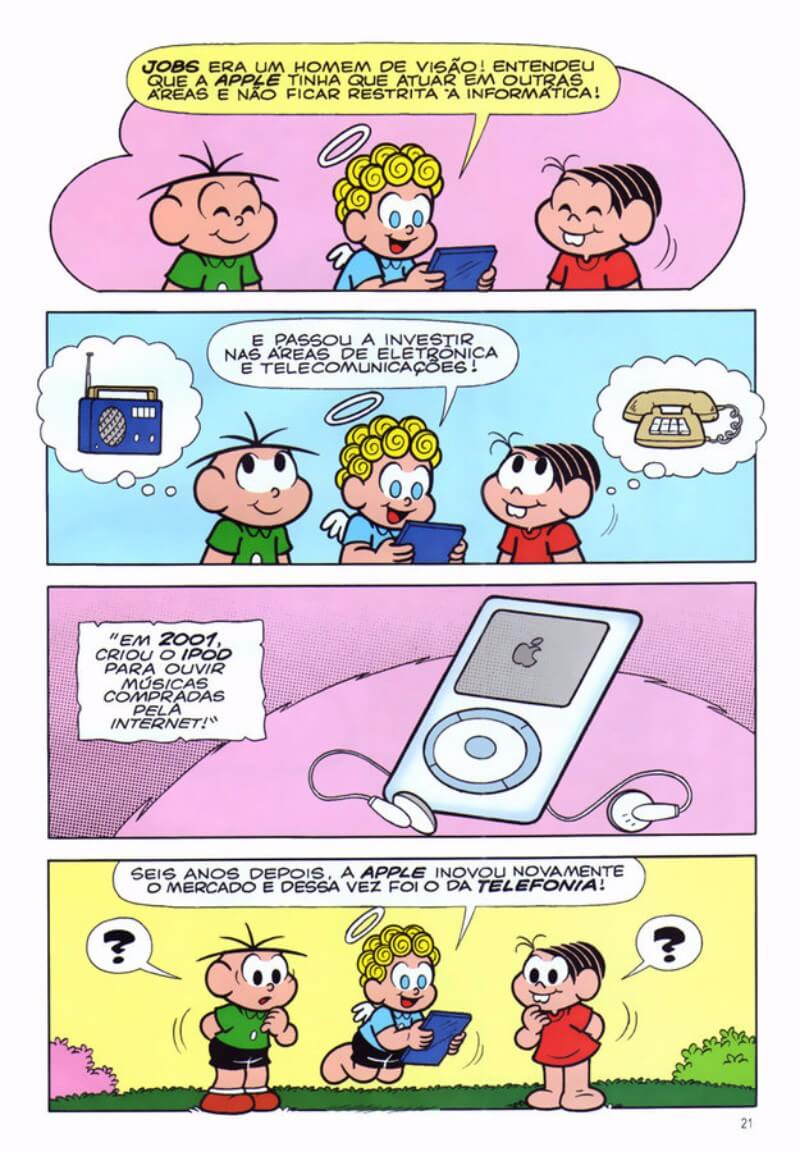 JOBS ERA UM HOMEM DE VISÃO! ENTENDEU
QUE A APPLE TINHA QUE ATUAR EM OUTRAS
ÁREAS E NÃO FICAR RESTRITA À INFORMÁTICA!
E PASSOU A INVESTIR
NAS ÁREAS DE ELETRÔNICA
E TELECOMUNICAÇÕES!
"EM 2001,
CRIOU O IPOD
PARA OUVIR
MÚSICAS
COMPRADAS
PELA
INTERNET!"
SEIS ANOS DEPOIS, A APPLE INOVOU NOVAMENTE
O MERCADO E DESSA VEZ FOI O DA TELEFONIA!
?
?
21